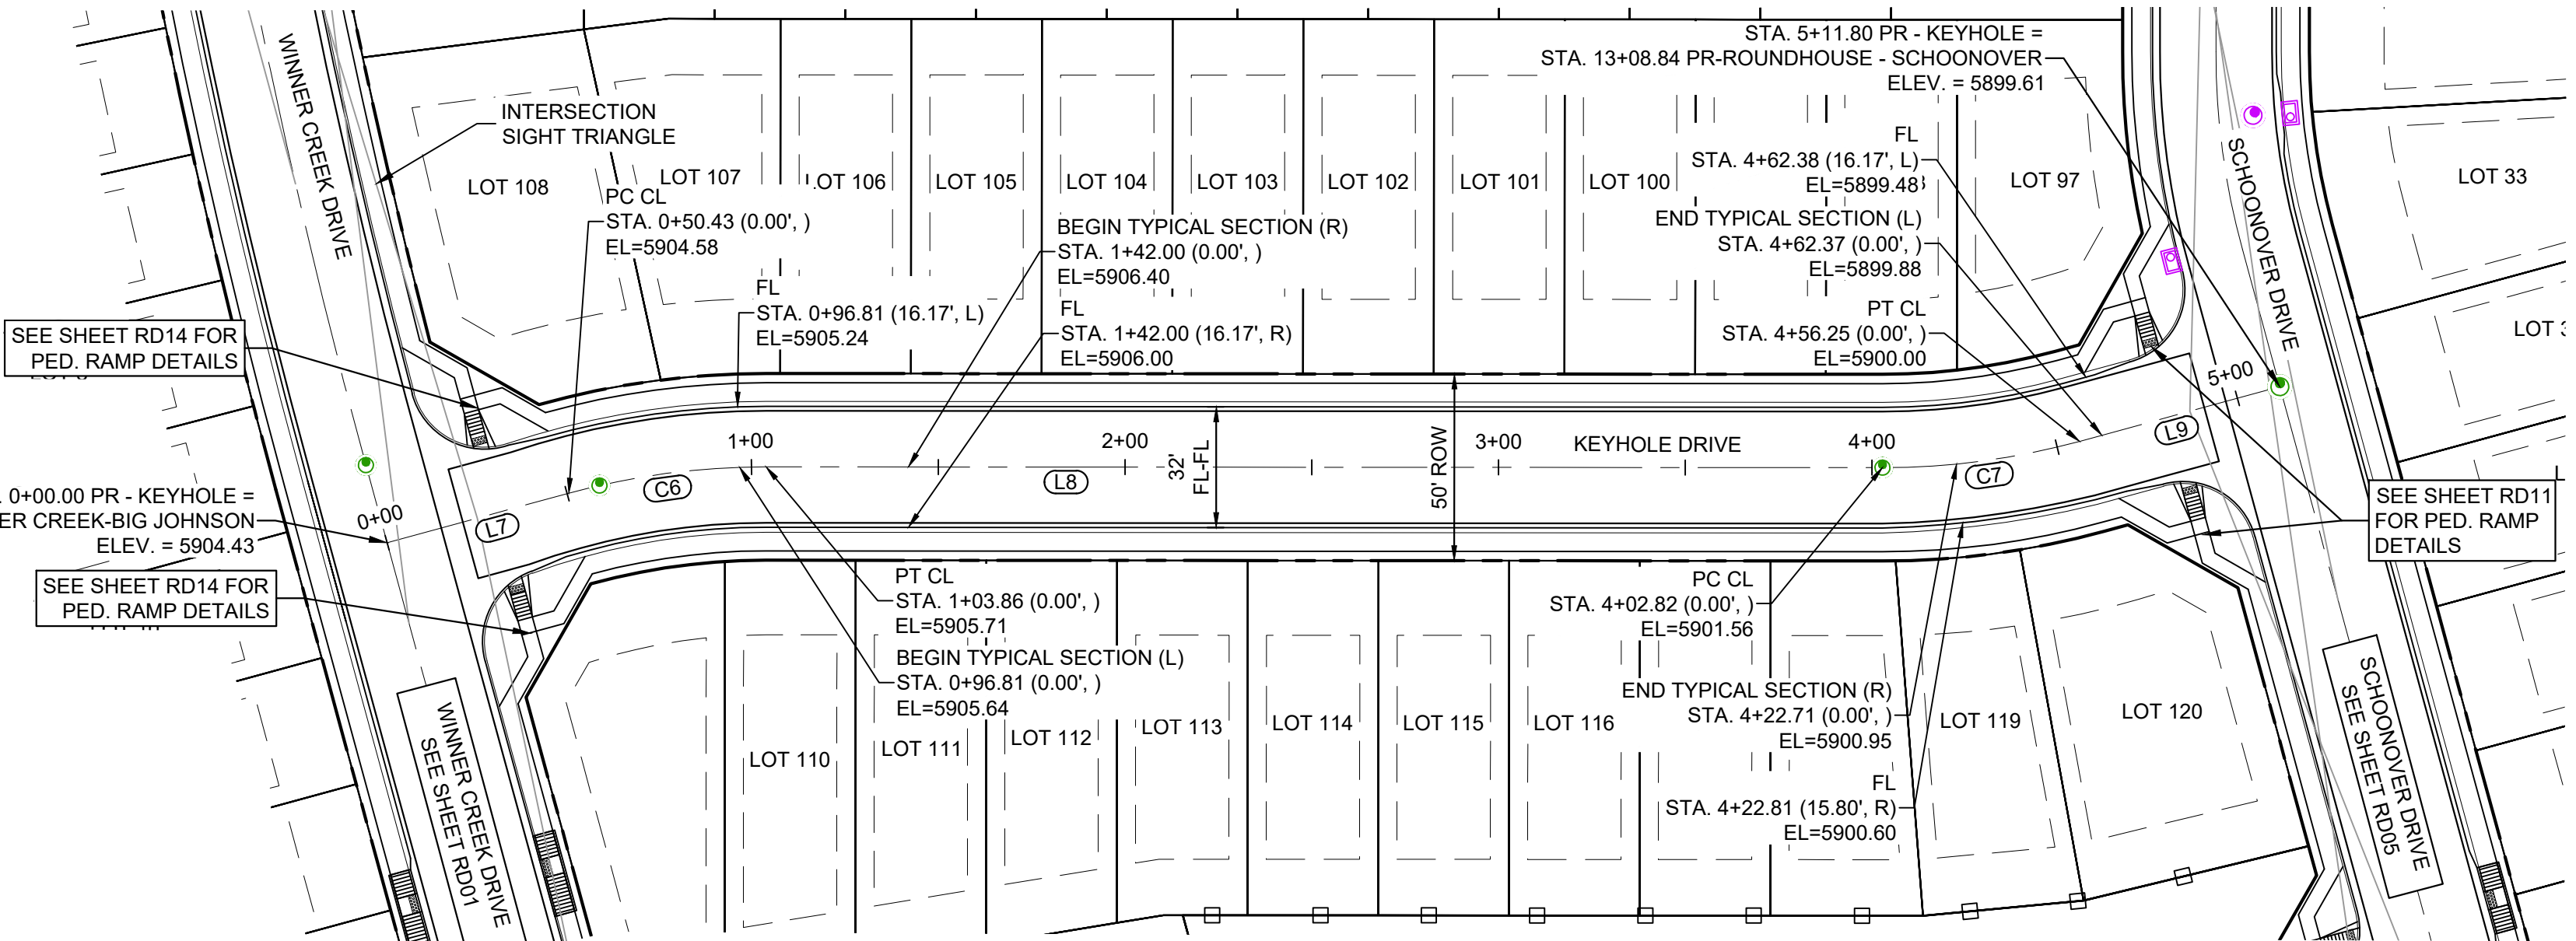 WINNER CREEK DRIVE
INTERSECTION
SIGHT TRIANGLE
LOT 108
LOT 107
LOT 106
LOT 105
LOT 104
LOT 103
LOT 102
LOT 101
LOT 100
LOT 97
LOT 33
STA. 5+11.80 PR - KEYHOLE =
STA. 13+08.84 PR-ROUNDHOUSE - SCHOONOVER
ELEV. = 5899.61
FL
STA. 4+62.38 (16.17', L)
EL=5899.48
END TYPICAL SECTION (L)
STA. 4+62.37 (0.00', )
EL=5899.88
PT CL
STA. 4+56.25 (0.00', )
EL=5900.00
SCHOONOVER DRIVE
LOT
PC CL
STA. 0+50.43 (0.00', )
EL=5904.58
FL
STA. 0+96.81 (16.17', L)
EL=5905.24
BEGIN TYPICAL SECTION (R)
STA. 1+42.00 (0.00', )
EL=5906.40
FL
STA. 1+42.00 (16.17', R)
EL=5906.00
SEE SHEET RD14 FOR
PED. RAMP DETAILS
0+00
1+00
2+00
3+00
4+00
5+00
KEYHOLE DRIVE
L7
C6
L8
C7
L9
32'
FL-FL
50' ROW
0+00.00 PR - KEYHOLE =
ER CREEK-BIG JOHNSON
ELEV. = 5904.43
SEE SHEET RD14 FOR
PED. RAMP DETAILS
SEE SHEET RD11
FOR PED. RAMP
DETAILS
PT CL
STA. 1+03.86 (0.00', )
EL=5905.71
BEGIN TYPICAL SECTION (L)
STA. 0+96.81 (0.00', )
EL=5905.64
PC CL
STA. 4+02.82 (0.00', )
EL=5901.56
END TYPICAL SECTION (R)
STA. 4+22.71 (0.00', )
EL=5900.95
FL
STA. 4+22.81 (15.80', R)
EL=5900.60
LOT 110
LOT 111
LOT 112
LOT 113
LOT 114
LOT 115
LOT 116
LOT 119
LOT 120
WINNER CREEK DRIVE
SEE SHEET RD01
SCHOONOVER DRIVE
SEE SHEET RD05